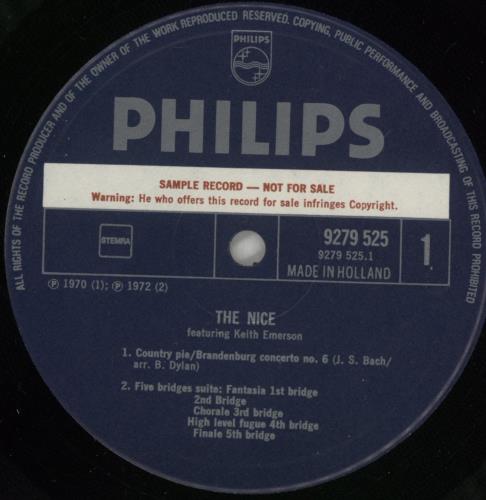 ALL RIGHTS OF THE RECORD PRODUCER AND OF THE OWNER OF THE WORK REPRODUCED RESERVED. COPYING, PUBLIC PERFORMANCE AND BROADCASTING OF THIS RECORD PROHIBITED
PHILIPS
PHILIPS
SAMPLE RECORD — NOT FOR SALE
Warning: He who offers this record for sale infringes Copyright.
STEMRA
9279 525
9279 525.1
MADE IN HOLLAND
1
℗ 1970 (1); ℗ 1972 (2)
THE NICE
featuring Keith Emerson
1. Country pie/Brandenburg concerto no. 6 (J. S. Bach/
arr. B. Dylan)
2. Five bridges suite: Fantasia 1st bridge
2nd Bridge
Chorale 3rd bridge
High level fugue 4th bridge
Finale 5th bridge